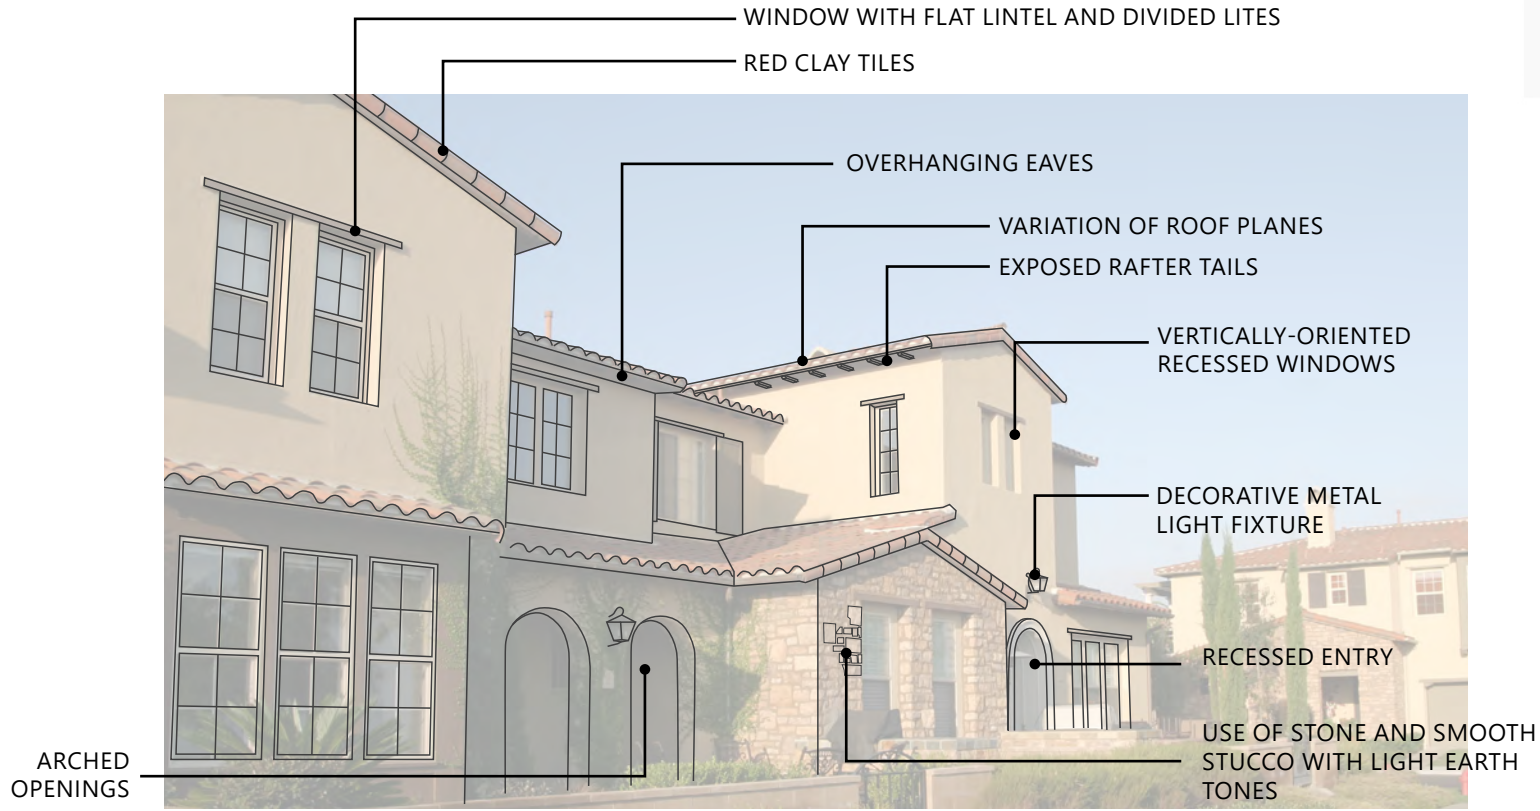 WINDOW WITH FLAT LINTEL AND DIVIDED LITES
RED CLAY TILES
OVERHANGING EAVES
VARIATION OF ROOF PLANES
EXPOSED RAFTER TAILS
VERTICALLY-ORIENTED
RECESSED WINDOWS
DECORATIVE METAL
LIGHT FIXTURE
RECESSED ENTRY
USE OF STONE AND SMOOTH
STUCCO WITH LIGHT EARTH
TONES
ARCHED
OPENINGS